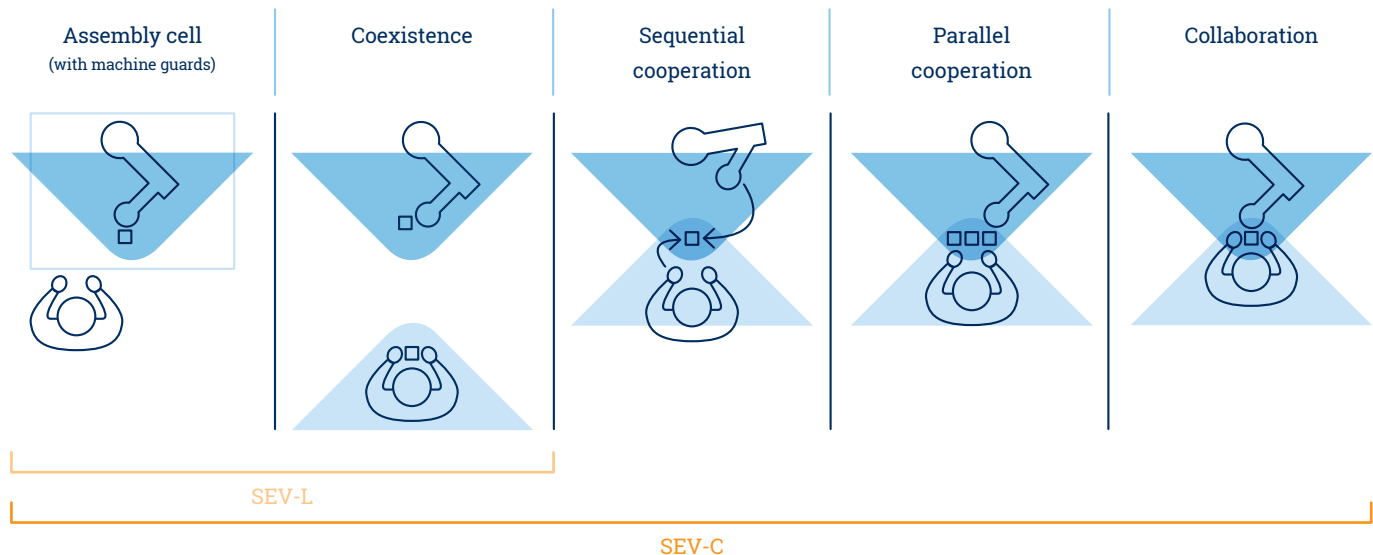 Assembly cell
(with machine guards)
Coexistence
Sequential
cooperation
Parallel
cooperation
Collaboration
SEV-L
SEV-C